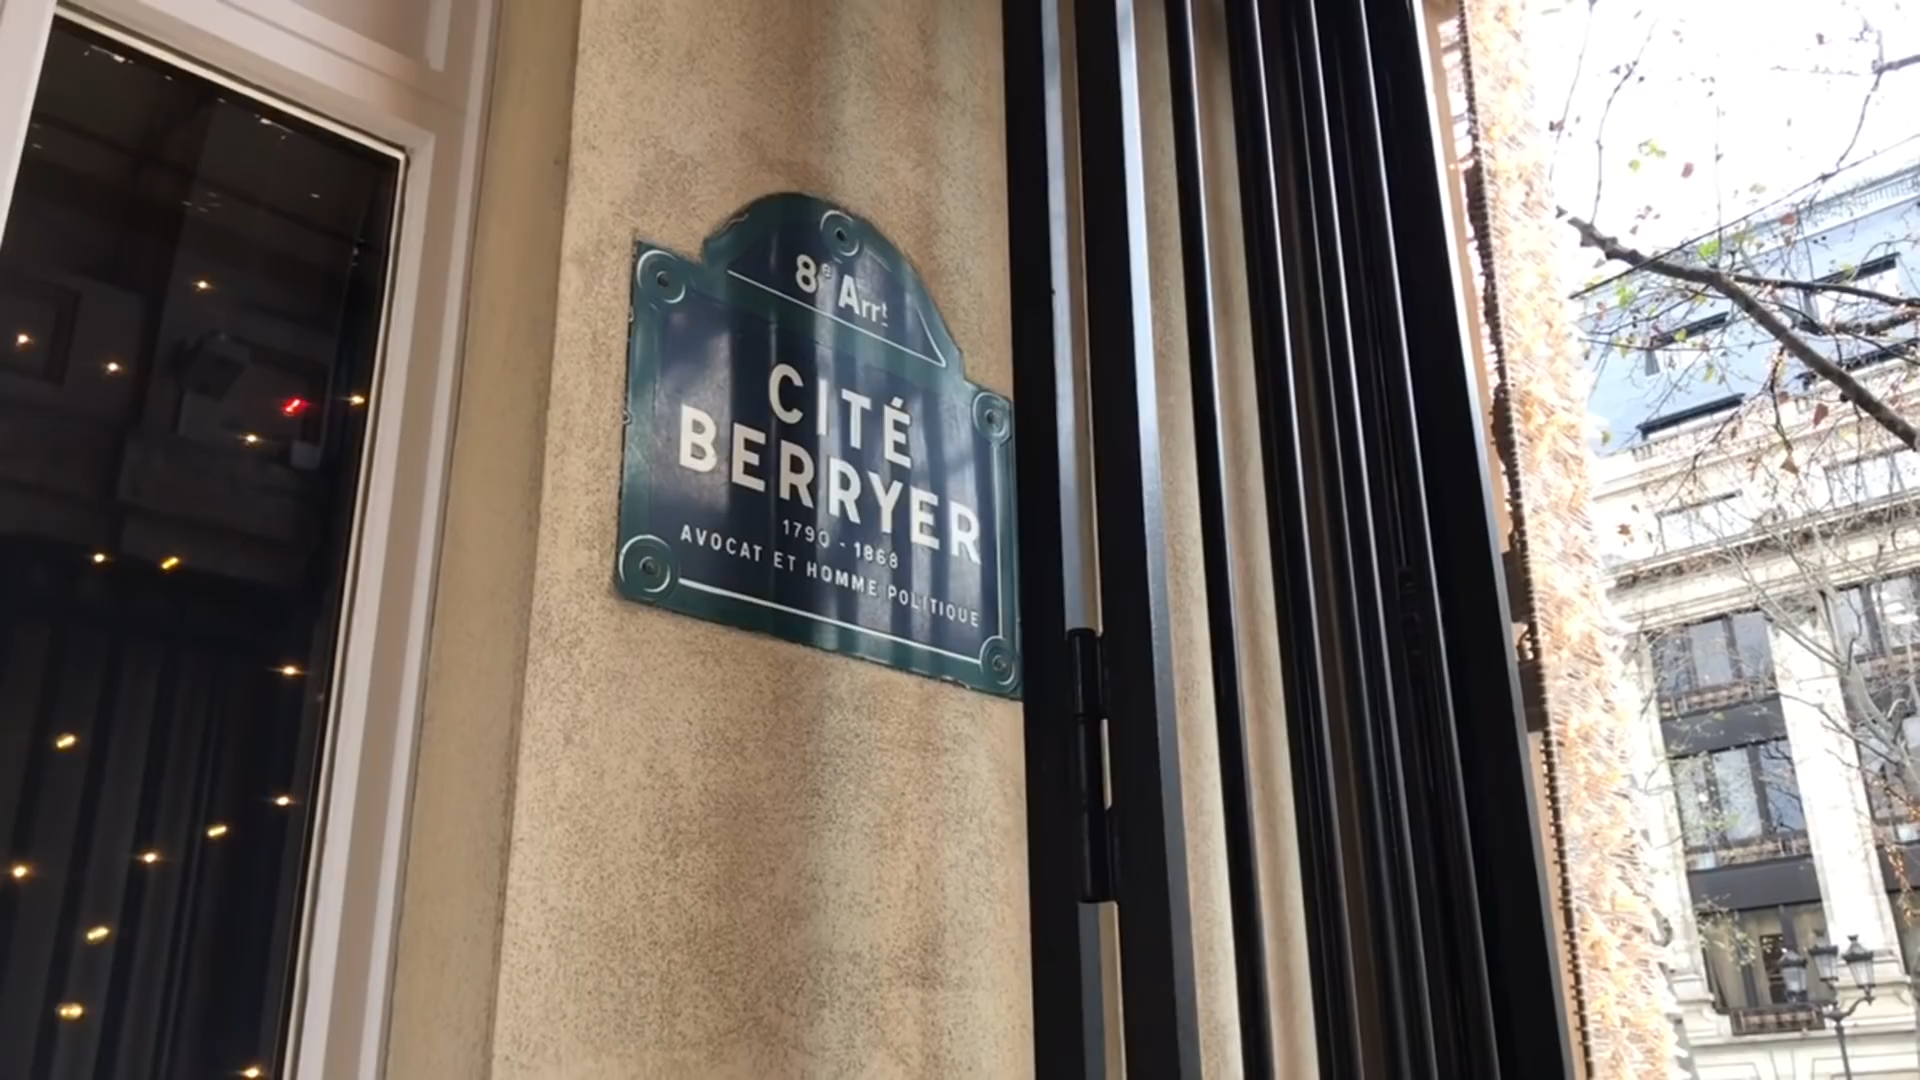 8e Arrt
CITÉ
BERRYER
1790 - 1868
AVOCAT ET HOMME POLITIQUE